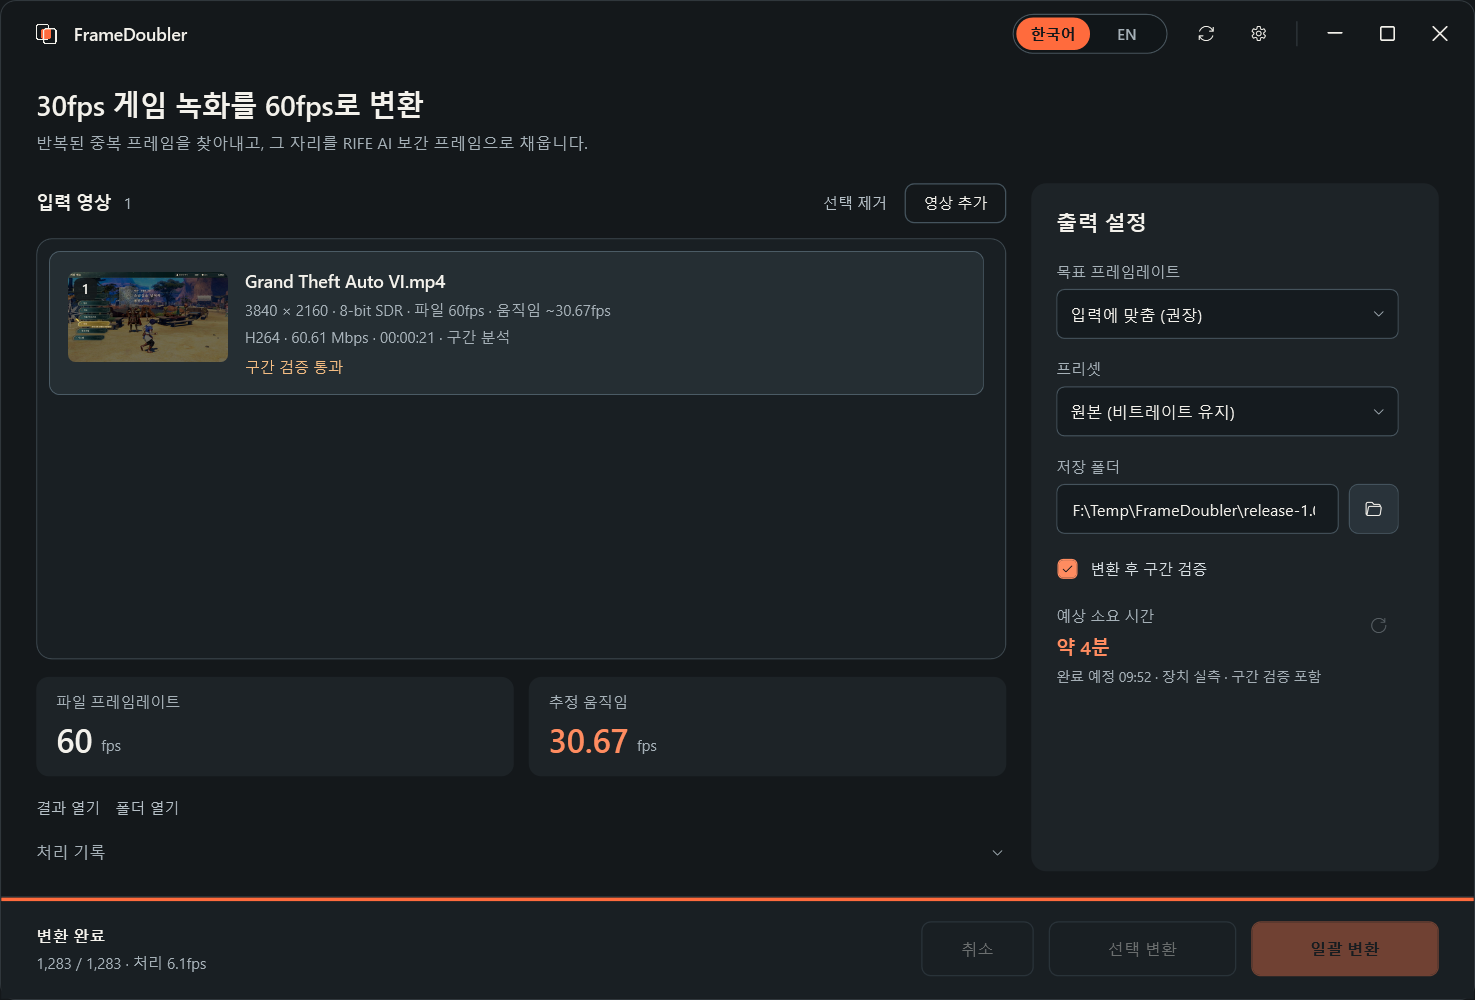 FrameDoubler
한국어
EN
30fps 게임 녹화를 60fps로 변환
반복된 중복 프레임을 찾아내고, 그 자리를 RIFE AI 보간 프레임으로 채웁니다.
입력 영상 1
선택 제거
영상 추가
1
Grand Theft Auto VI.mp4
3840 × 2160 · 8-bit SDR · 파일 60fps · 움직임 ~30.67fps
H264 · 60.61 Mbps · 00:00:21 · 구간 분석
구간 검증 통과
파일 프레임레이트
60 fps
추정 움직임
30.67 fps
결과 열기 폴더 열기
처리 기록
출력 설정
목표 프레임레이트
입력에 맞춤 (권장)
프리셋
원본 (비트레이트 유지)
저장 폴더
F:\Temp\FrameDoubler\release-1.
변환 후 구간 검증
예상 소요 시간
약 4분
완료 예정 09:52 · 장치 실측 · 구간 검증 포함
변환 완료
1,283 / 1,283 · 처리 6.1fps
취소
선택 변환
일괄 변환